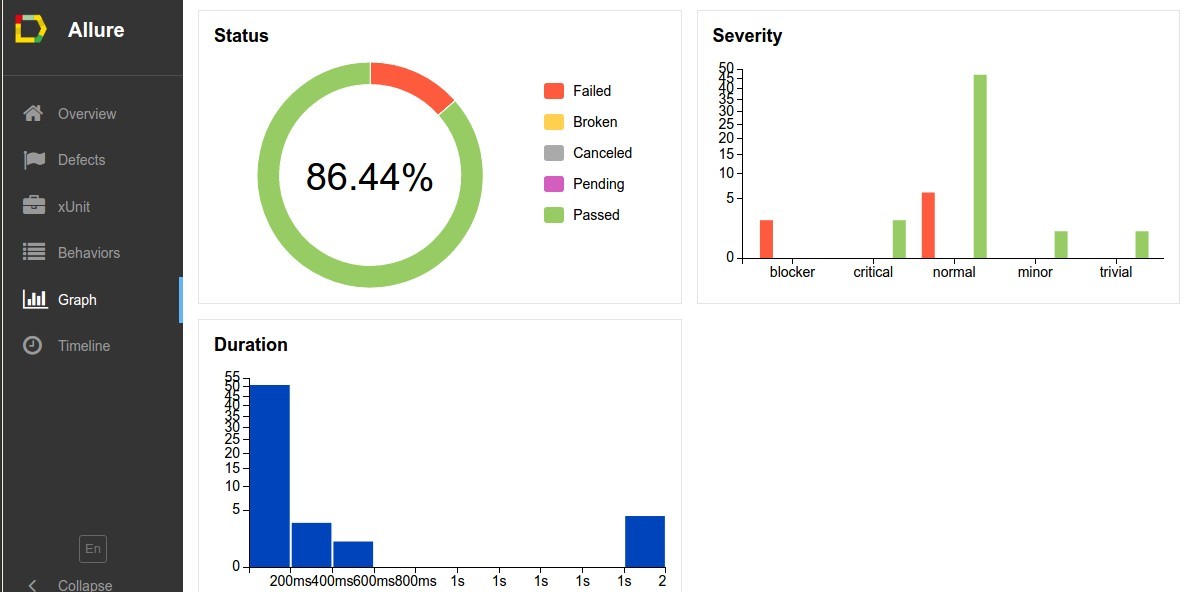 Allure
Overview
Defects
xUnit
Behaviors
Graph
Timeline
En
Collapse
Status
86.44%
Failed
Broken
Canceled
Pending
Passed
Severity
50
45
40
35
30
25
20
15
10
5
0
blocker critical normal minor trivial
Duration
55
50
45
40
35
30
25
20
15
10
5
0
200ms 400ms 600ms 800ms 1s 1s 1s 1s 1s 2